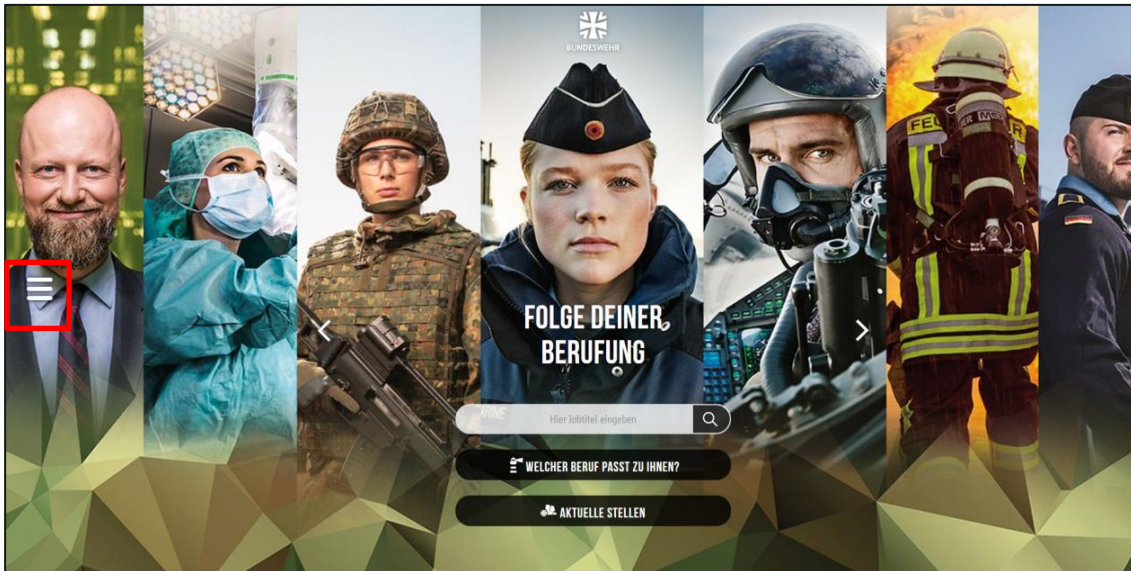 BUNDESWEHR
FOLGE DEINER
BERUFUNG
Hier Jobtitel eingeben
WELCHER BERUF PASST ZU IHNEN?
AKTUELLE STELLEN